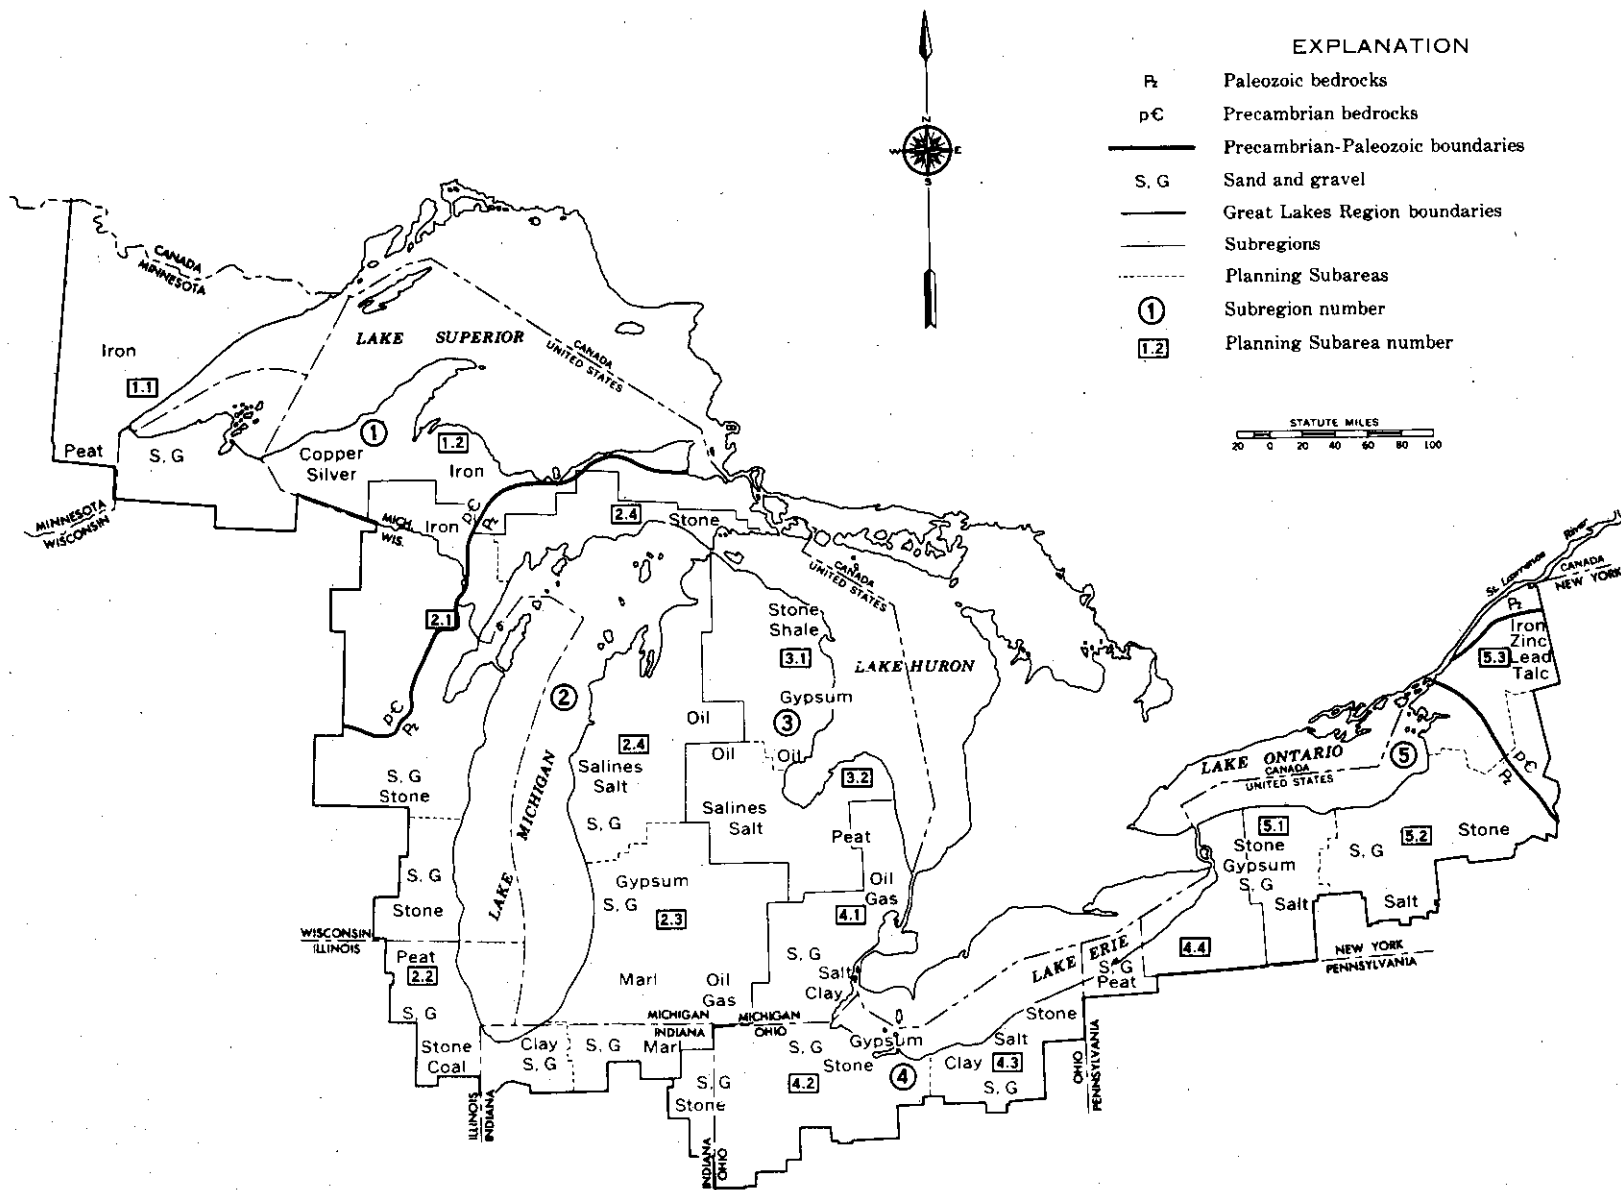 EXPLANATION
Pz Paleozoic bedrocks
p€ Precambrian bedrocks
Precambrian-Paleozoic boundaries
S, G Sand and gravel
Great Lakes Region boundaries
Subregions
Planning Subareas
1 Subregion number
1.2 Planning Subarea number
N
W E
S
STATUTE MILES
20 0 20 40 60 80 100
CANADA
MINNESOTA
LAKE SUPERIOR
CANADA
UNITED STATES
Iron
1.1
Peat
S, G
1
Copper
Silver
1.2
Iron
MINNESOTA
WISCONSIN
MICH.
WIS.
Iron
p€
Pz
2.4
Stone
CANADA
UNITED STATES
2.1
p€
Pz
2
LAKE MICHIGAN
S, G
Stone
S, G
Stone
WISCONSIN
ILLINOIS
Peat
2.2
S, G
Stone
Coal
ILLINOIS
INDIANA
Clay
S, G
S, G
Marl
Oil
2.4
Salines
Salt
S, G
Gypsum
S, G
2.3
Marl
Oil
Gas
MICHIGAN
INDIANA
MICHIGAN
OHIO
Stone
Shale
3.1
LAKE HURON
Gypsum
3
Oil
Oil
3.2
Salines
Salt
Peat
Oil
Gas
4.1
S, G
Salt
Clay
Gypsum
S, G
Stone
4.2
4
S, G
Stone
INDIANA
OHIO
Clay
Salt
4.3
S, G
Stone
OHIO
PENNSYLVANIA
LAKE ERIE
S, G
Peat
4.4
NEW YORK
PENNSYLVANIA
LAKE ONTARIO
CANADA
UNITED STATES
5
5.1
Stone
Gypsum
S, G
Salt
5.2
S, G
Stone
Salt
p€
Pz
St. Lawrence River
CANADA
NEW YORK
Pz
Iron
Zinc
5.3
Lead
Talc